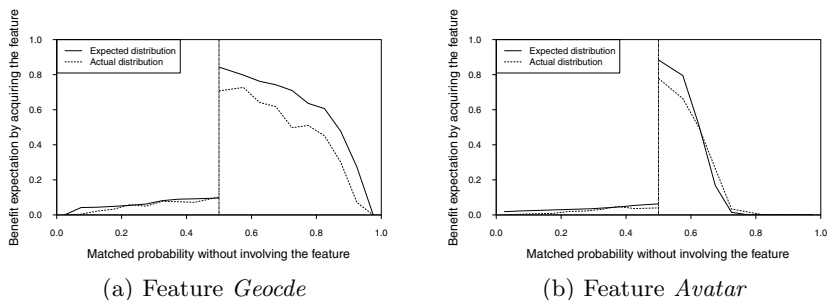 Benefit expectation by acquiring the feature
1.0
0.8
0.6
0.4
0.2
0.0
Expected distribution
Actual distribution
0.0 0.2 0.4 0.6 0.8 1.0
Matched probability without involving the feature
(a) Feature Geocde
Benefit expectation by acquiring the feature
1.0
0.8
0.6
0.4
0.2
0.0
Expected distribution
Actual distribution
0.0 0.2 0.4 0.6 0.8 1.0
Matched probability without involving the feature
(b) Feature Avatar